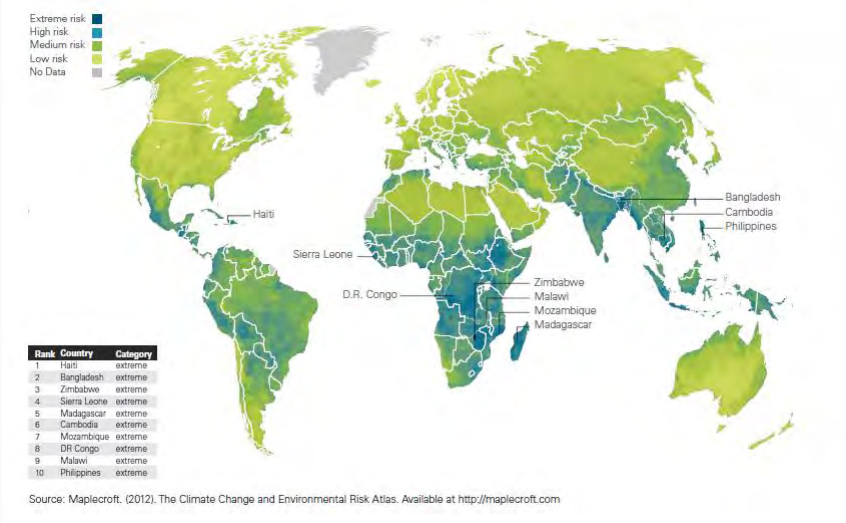 Extreme risk
High risk
Medium risk
Low risk
No Data
Haiti
Bangladesh
Cambodia
Philippines
Sierra Leone
D.R. Congo
Zimbabwe
Malawi
Mozambique
Madagascar
Rank Country Category
1 Haiti extreme
2 Bangladesh extreme
3 Zimbabwe extreme
4 Sierra Leone extreme
5 Madagascar extreme
6 Cambodia extreme
7 Mozambique extreme
8 DR Congo extreme
9 Malawi extreme
10 Philippines extreme
Source: Maplecroft. (2012). The Climate Change and Environmental Risk Atlas. Available at http://maplecroft.com